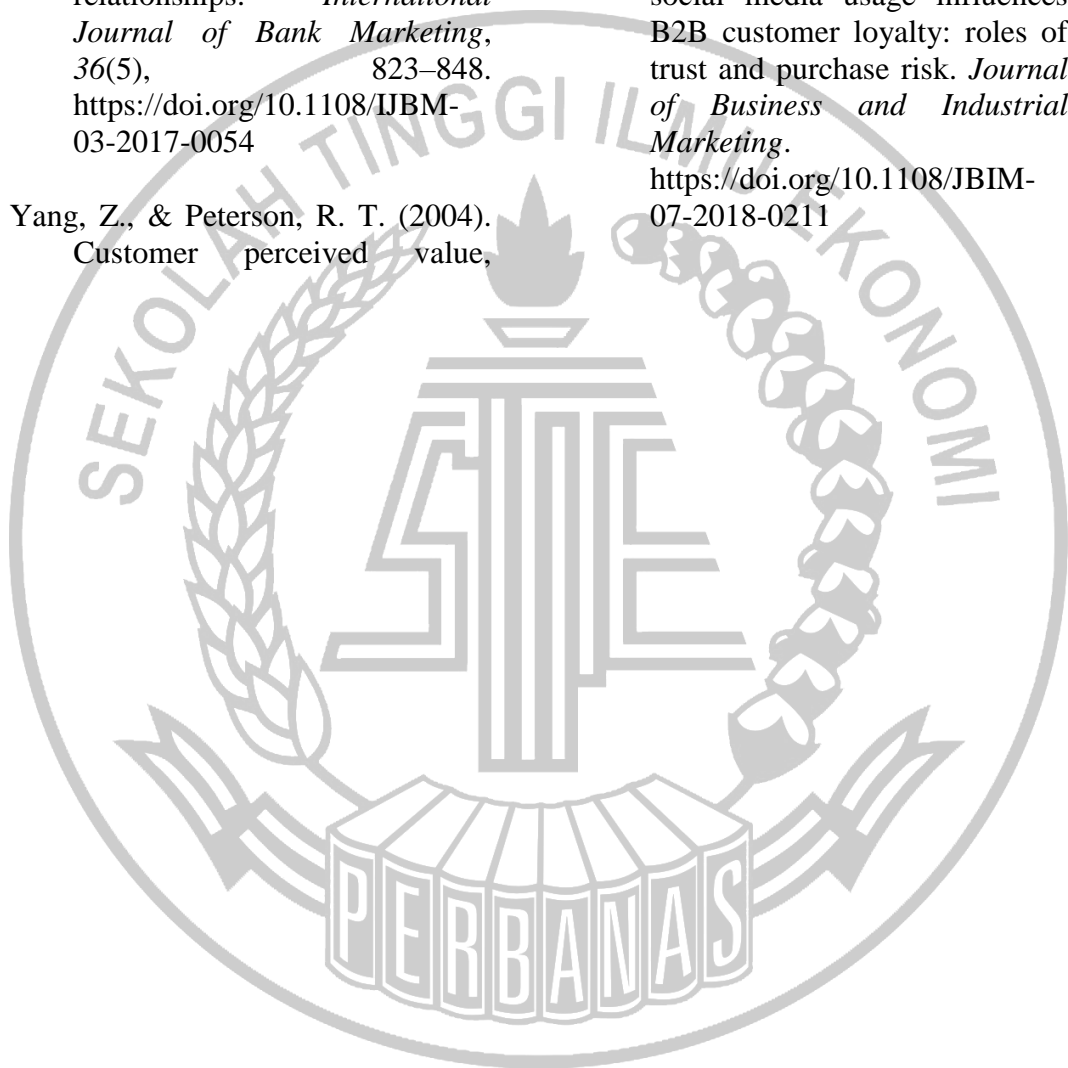 relationships. International
Journal of Bank Marketing,
36(5), 823–848.
https://doi.org/10.1108/IJBM-
03-2017-0054
Yang, Z., & Peterson, R. T. (2004).
Customer perceived value,
social media usage influences
B2B customer loyalty: roles of
trust and purchase risk. Journal
of Business and Industrial
Marketing.
https://doi.org/10.1108/JBIM-
07-2018-0211
SEKOLAH TINGGI ILMU EKONOMI
STIE
PERBANAS